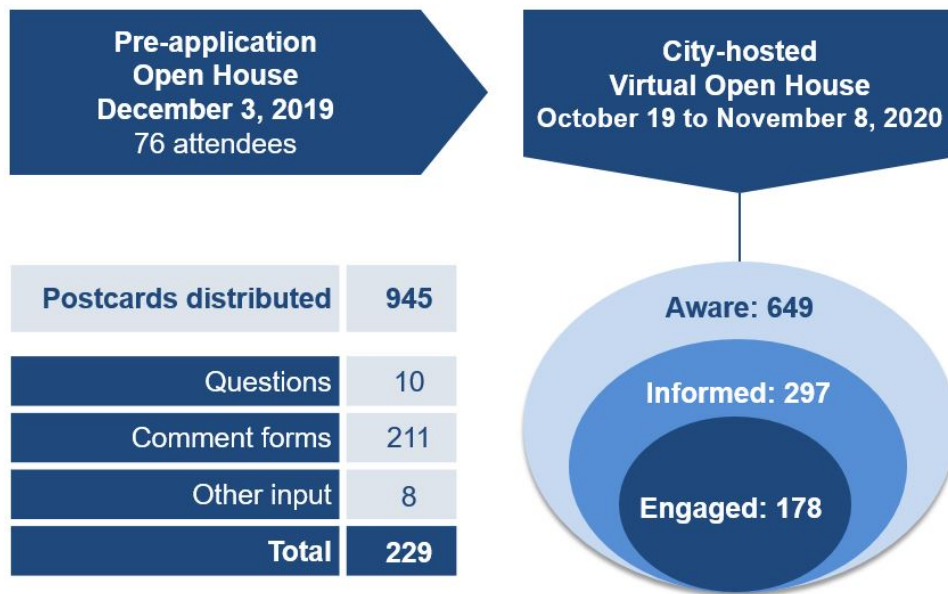 Pre-application
Open House
December 3, 2019
76 attendees
City-hosted
Virtual Open House
October 19 to November 8, 2020
Postcards distributed 945
Questions 10
Comment forms 211
Other input 8
Total 229
Aware: 649
Informed: 297
Engaged: 178